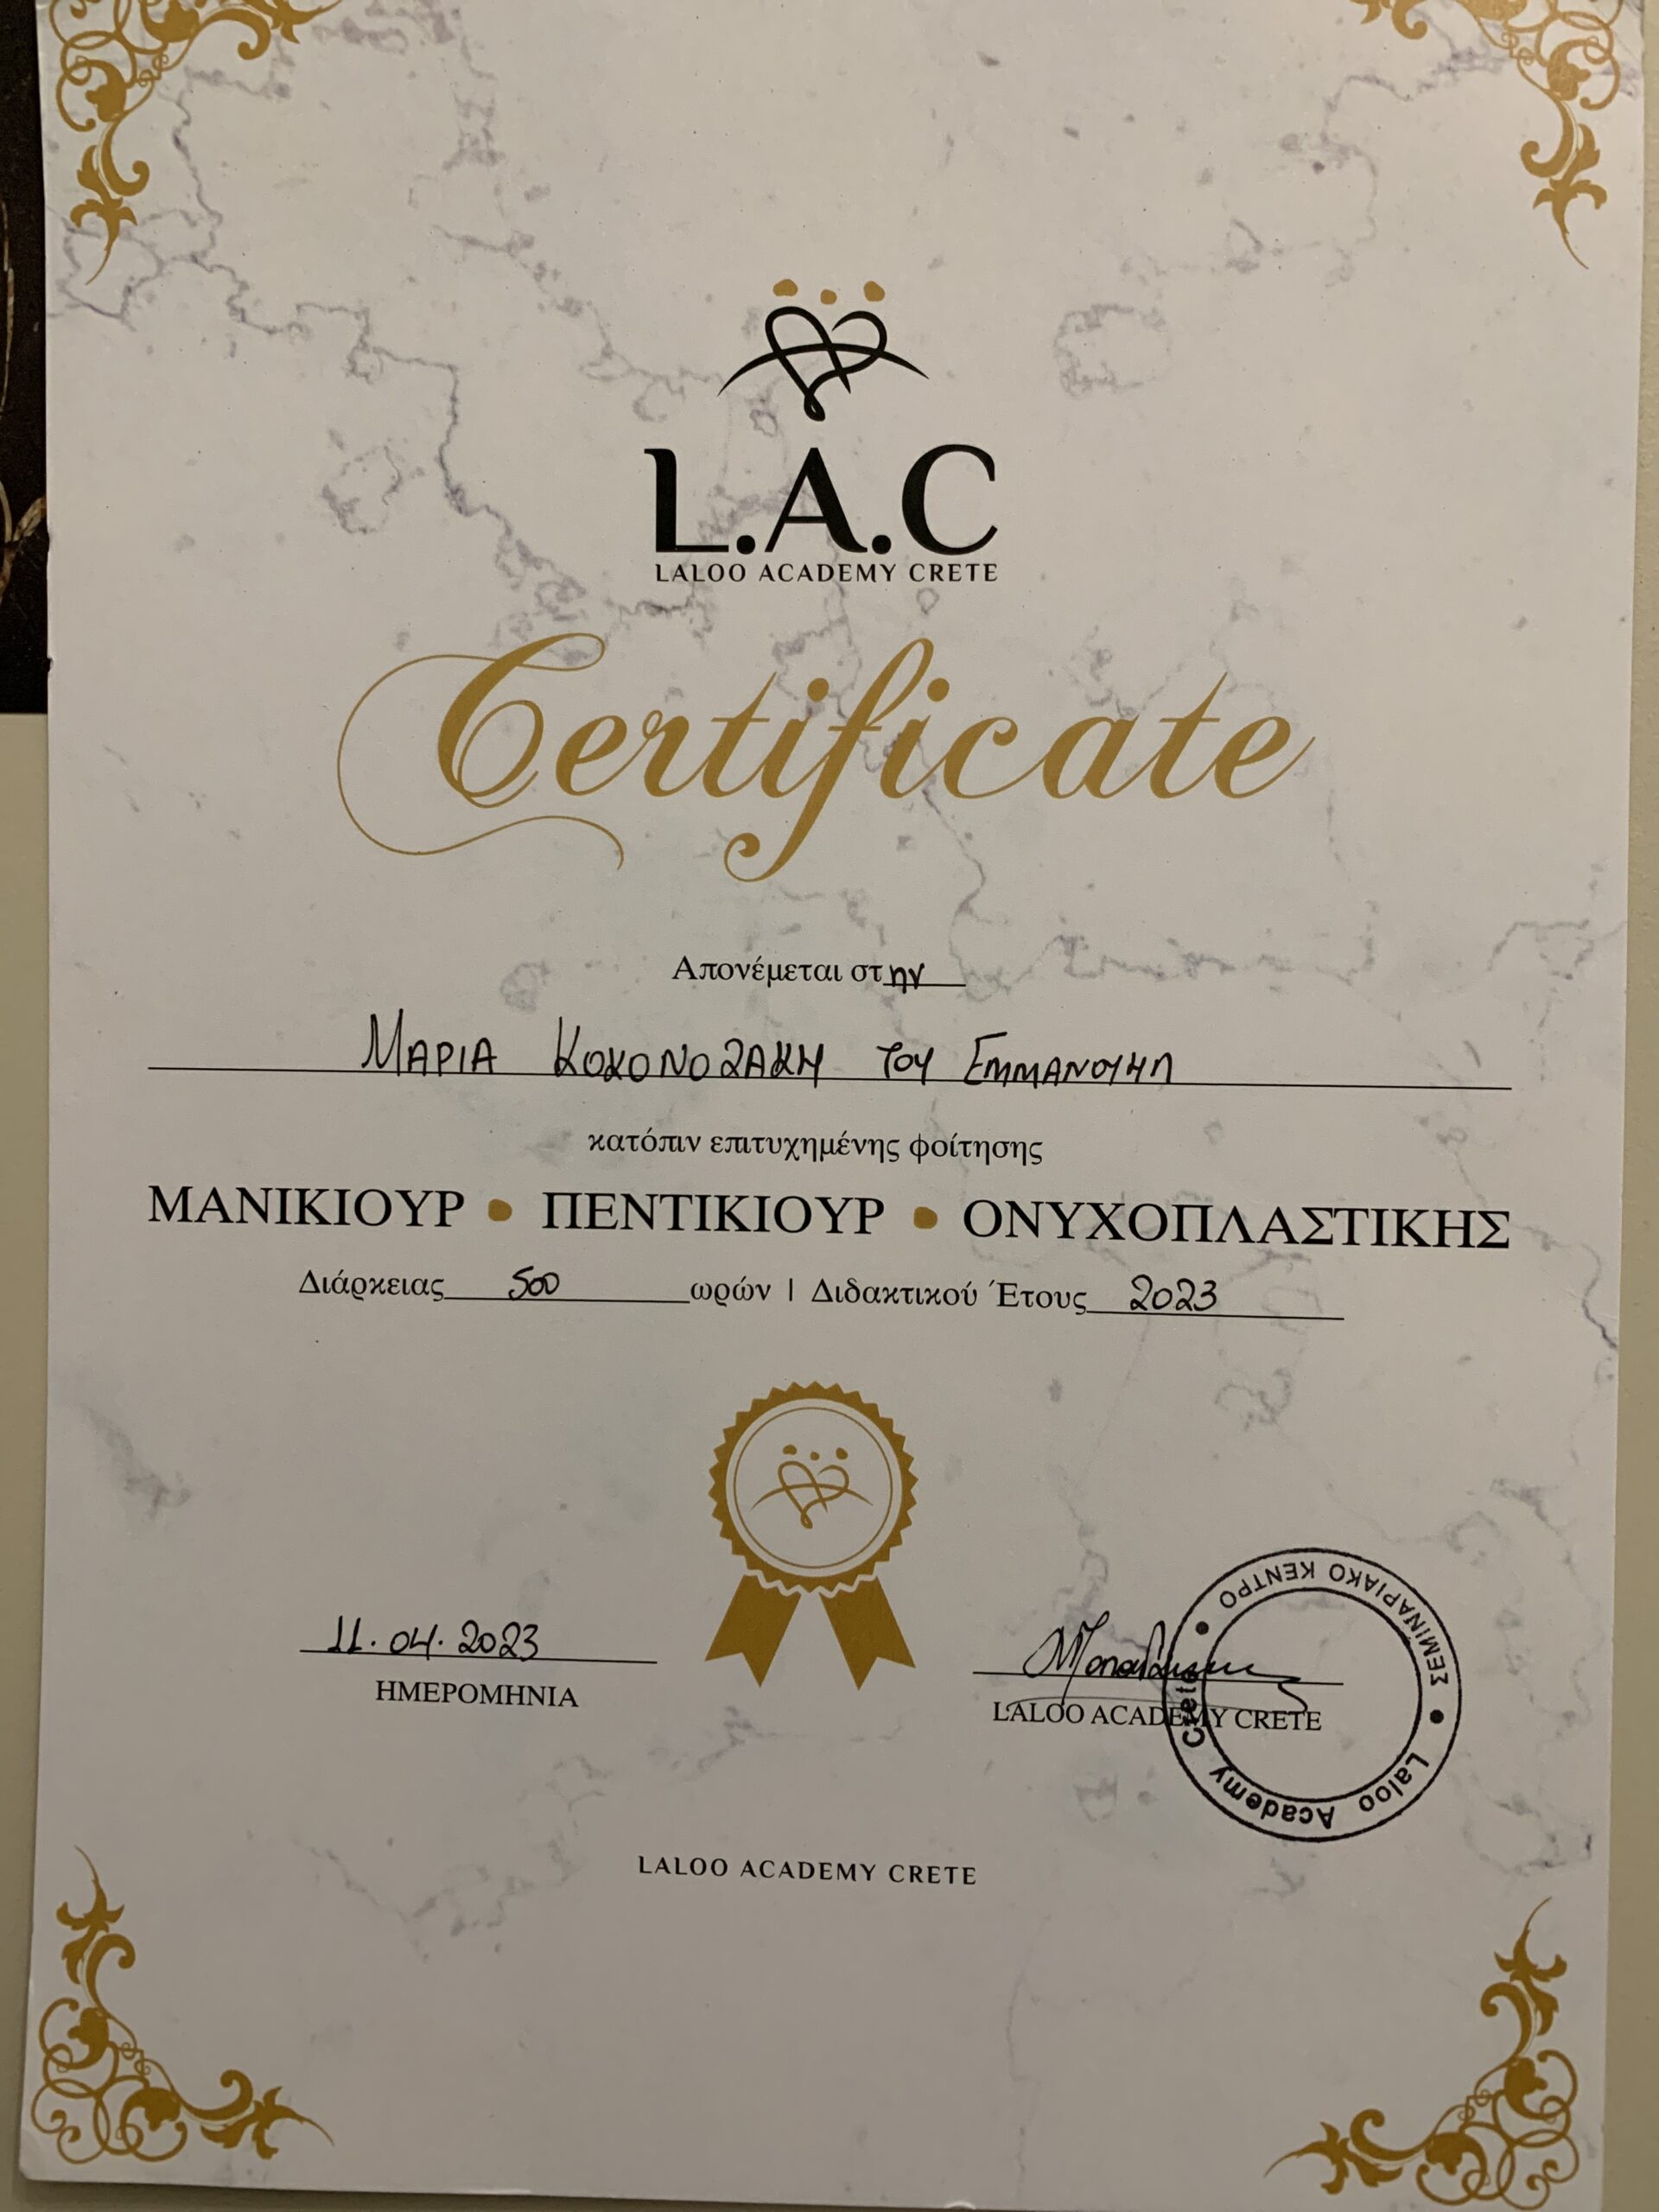 L.A.C
LALOO ACADEMY CRETE
Certificate
Απονέμεται στην
ΜΑΡΙΑ ΚΟΚΟΝΟΖΑΚΗ του ΕΜΜΑΝΟΥΗΛ
κατόπιν επιτυχημένης φοίτησης
ΜΑΝΙΚΙΟΥΡ • ΠΕΝΤΙΚΙΟΥΡ • ΟΝΥΧΟΠΛΑΣΤΙΚΗΣ
Διάρκειας 500 ωρών | Διδακτικού Έτους 2023
11.04.2023
ΗΜΕΡΟΜΗΝΙΑ
LALOO ACADEMY CRETE
ΣΕΜΙΝΑΡΙΑΚΟ ΚΕΝΤΡΟ • Laloo Academy Crete •
LALOO ACADEMY CRETE